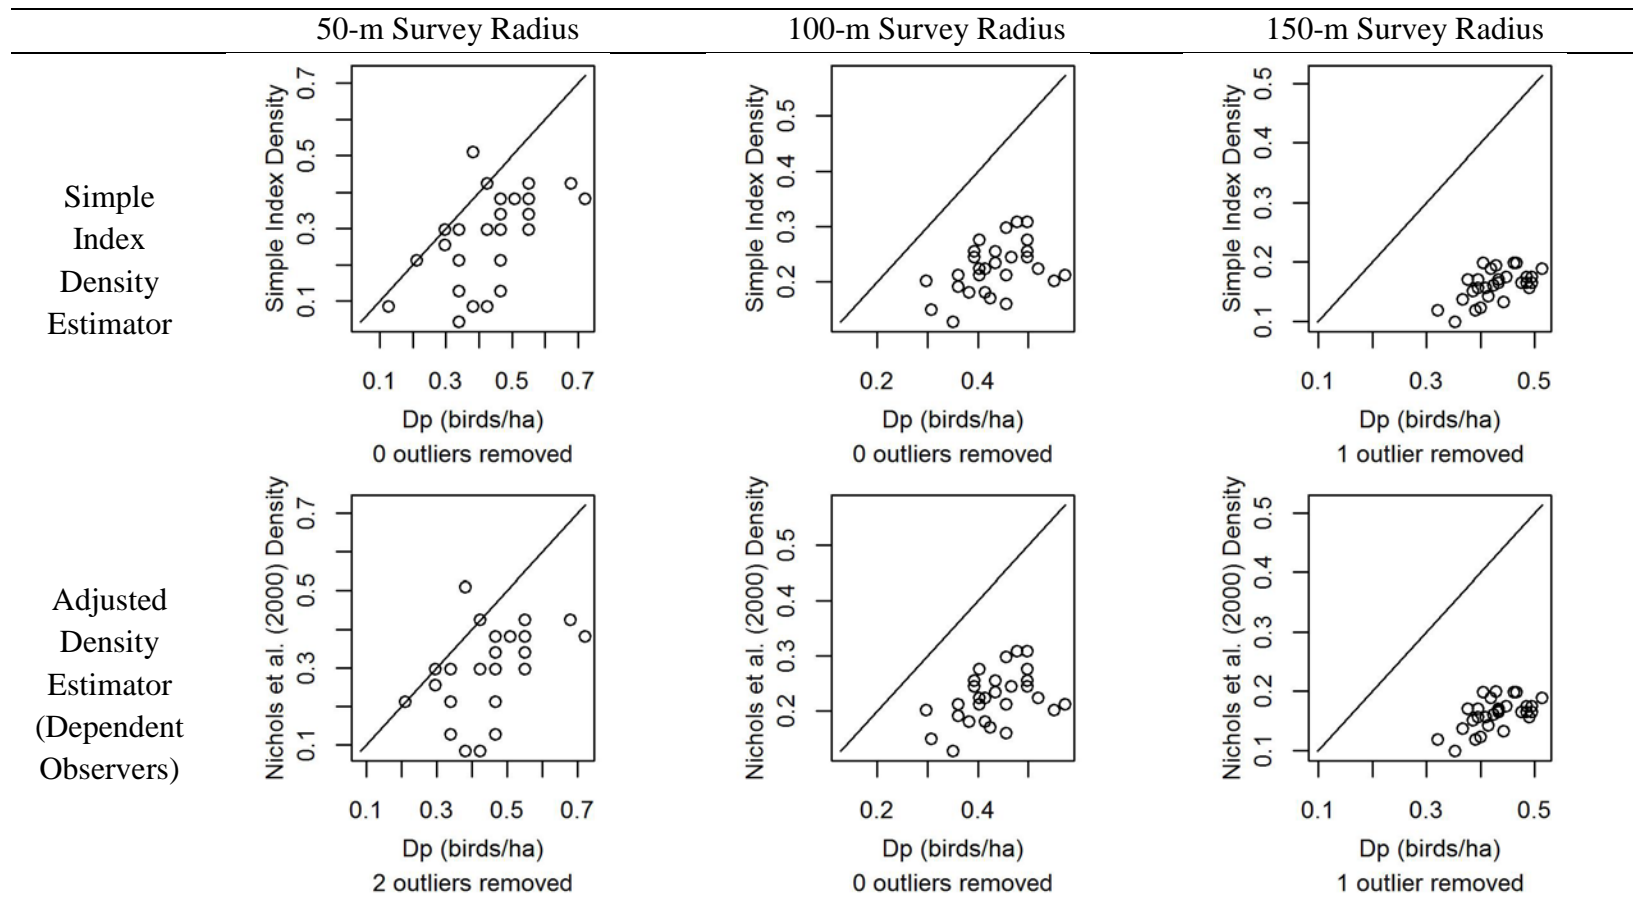 50-m Survey Radius 100-m Survey Radius 150-m Survey Radius
Simple
Index
Density
Estimator
Simple Index Density
0.1 0.3 0.5 0.7
0.1 0.3 0.5 0.7
Dp (birds/ha)
0 outliers removed
Simple Index Density
0.2 0.3 0.4 0.5
0.2 0.4
Dp (birds/ha)
0 outliers removed
Simple Index Density
0.1 0.2 0.3 0.4 0.5
0.1 0.3 0.5
Dp (birds/ha)
1 outlier removed
Adjusted
Density
Estimator
(Dependent
Observers)
Nichols et al. (2000) Density
0.1 0.3 0.5 0.7
0.1 0.3 0.5 0.7
Dp (birds/ha)
2 outliers removed
Nichols et al. (2000) Density
0.2 0.3 0.4 0.5
0.2 0.4
Dp (birds/ha)
0 outliers removed
Nichols et al. (2000) Density
0.1 0.2 0.3 0.4 0.5
0.1 0.3 0.5
Dp (birds/ha)
1 outlier removed